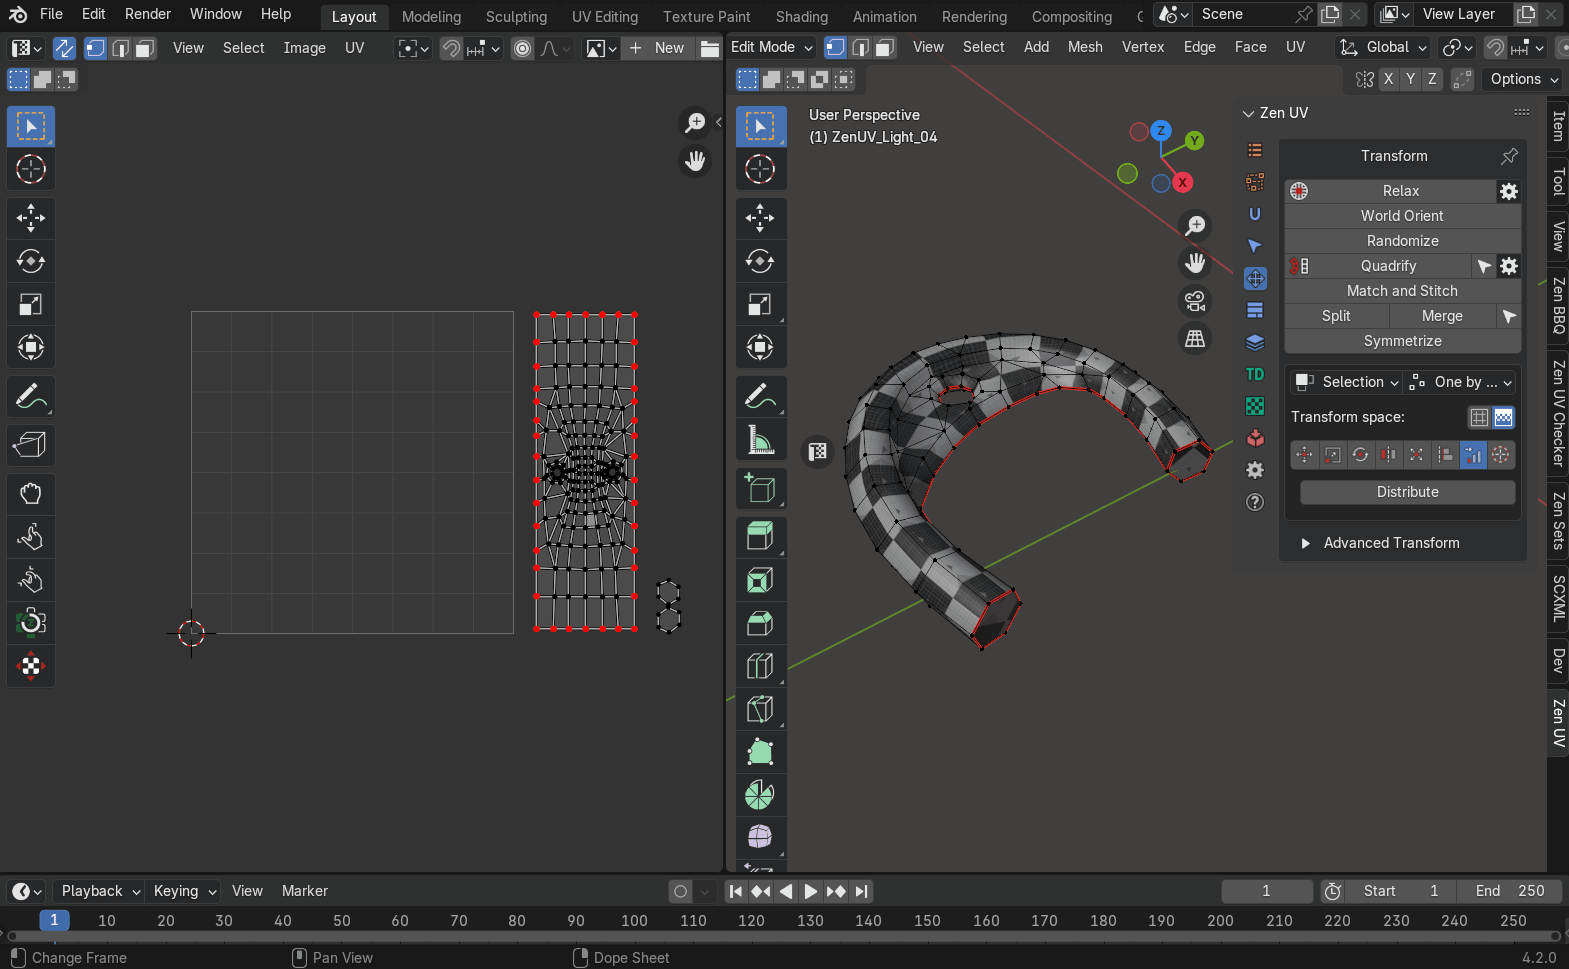 File Edit Render Window Help Layout Modeling Sculpting UV Editing Texture Paint Shading Animation Rendering Compositing Scene View Layer
View Select Image UV New
Edit Mode View Select Add Mesh Vertex Edge Face UV Global
X Y Z Options
User Perspective
(1) ZenUV_Light_04
Z
Y
X
Zen UV
Transform
Relax
World Orient
Randomize
Quadrify
Match and Stitch
Split Merge
Symmetrize
Selection One by ...
Transform space:
Distribute
Advanced Transform
U
TD
Item
Tool
View
Zen BBQ
Zen UV Checker
Zen Sets
SCXML
Dev
Zen UV
Playback Keying View Marker 1 Start 1 End 250
1 10 20 30 40 50 60 70 80 90 100 110 120 130 140 150 160 170 180 190 200 210 220 230 240 250
Change Frame Pan View Dope Sheet 4.2.0